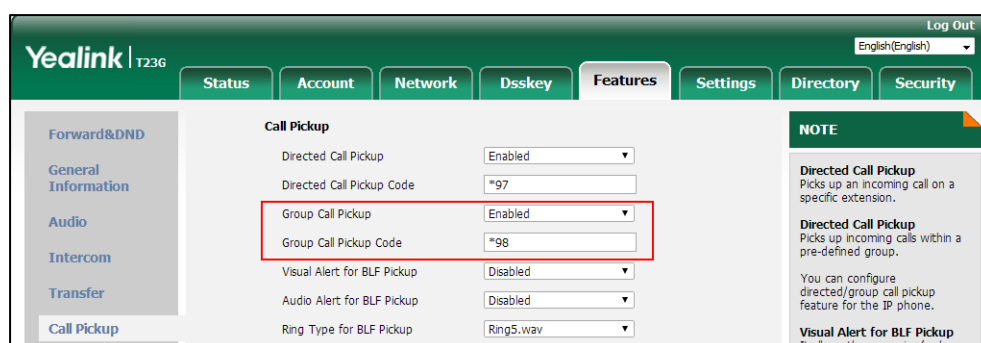 Log Out
Yealink T23G
English(English)
Status Account Network Dsskey Features Settings Directory Security
Forward&DND
General
Information
Audio
Intercom
Transfer
Call Pickup
Call Pickup
Directed Call Pickup Enabled
Directed Call Pickup Code *97
Group Call Pickup Enabled
Group Call Pickup Code *98
Visual Alert for BLF Pickup Disabled
Audio Alert for BLF Pickup Disabled
Ring Type for BLF Pickup Ring5.wav
NOTE
Directed Call Pickup
Picks up an incoming call on a
specific extension.
Directed Call Pickup
Picks up incoming calls within a
pre-defined group.
You can configure
directed/group call pickup
feature for the IP phone.
Visual Alert for BLF Pickup